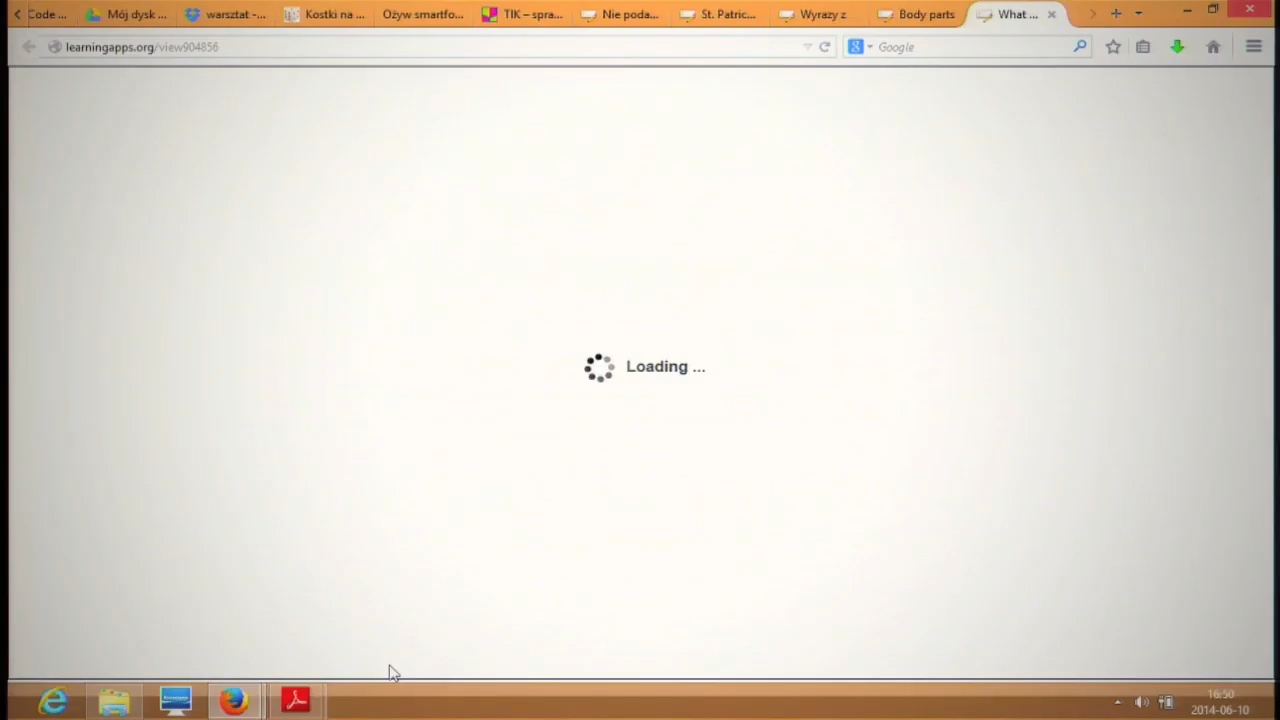 Code ...
Mój dysk ...
warsztat -...
Kostki na ...
Ożyw smartfo...
TIK – spra...
Nie poda...
St. Patric...
Wyrazy z
Body parts
What ...
learningapps.org/view904856
Google
Loading ...
16:50
2014-06-10